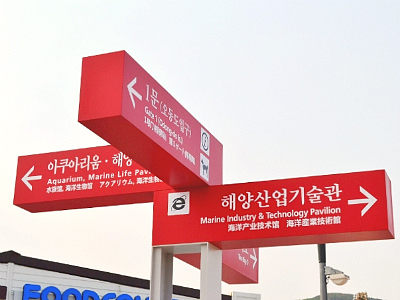 1문 (오동도입구)
Gate 1 (Odongdo Is.)
아쿠아리움 · 해양
Aquarium, Marine Life Pav
水族馆, 海洋生物馆 アクアリウム, 海洋生
해양산업기술관
Marine Industry & Technology Pavilion
海洋产业技术馆 海洋産業技術館
FOODCOU